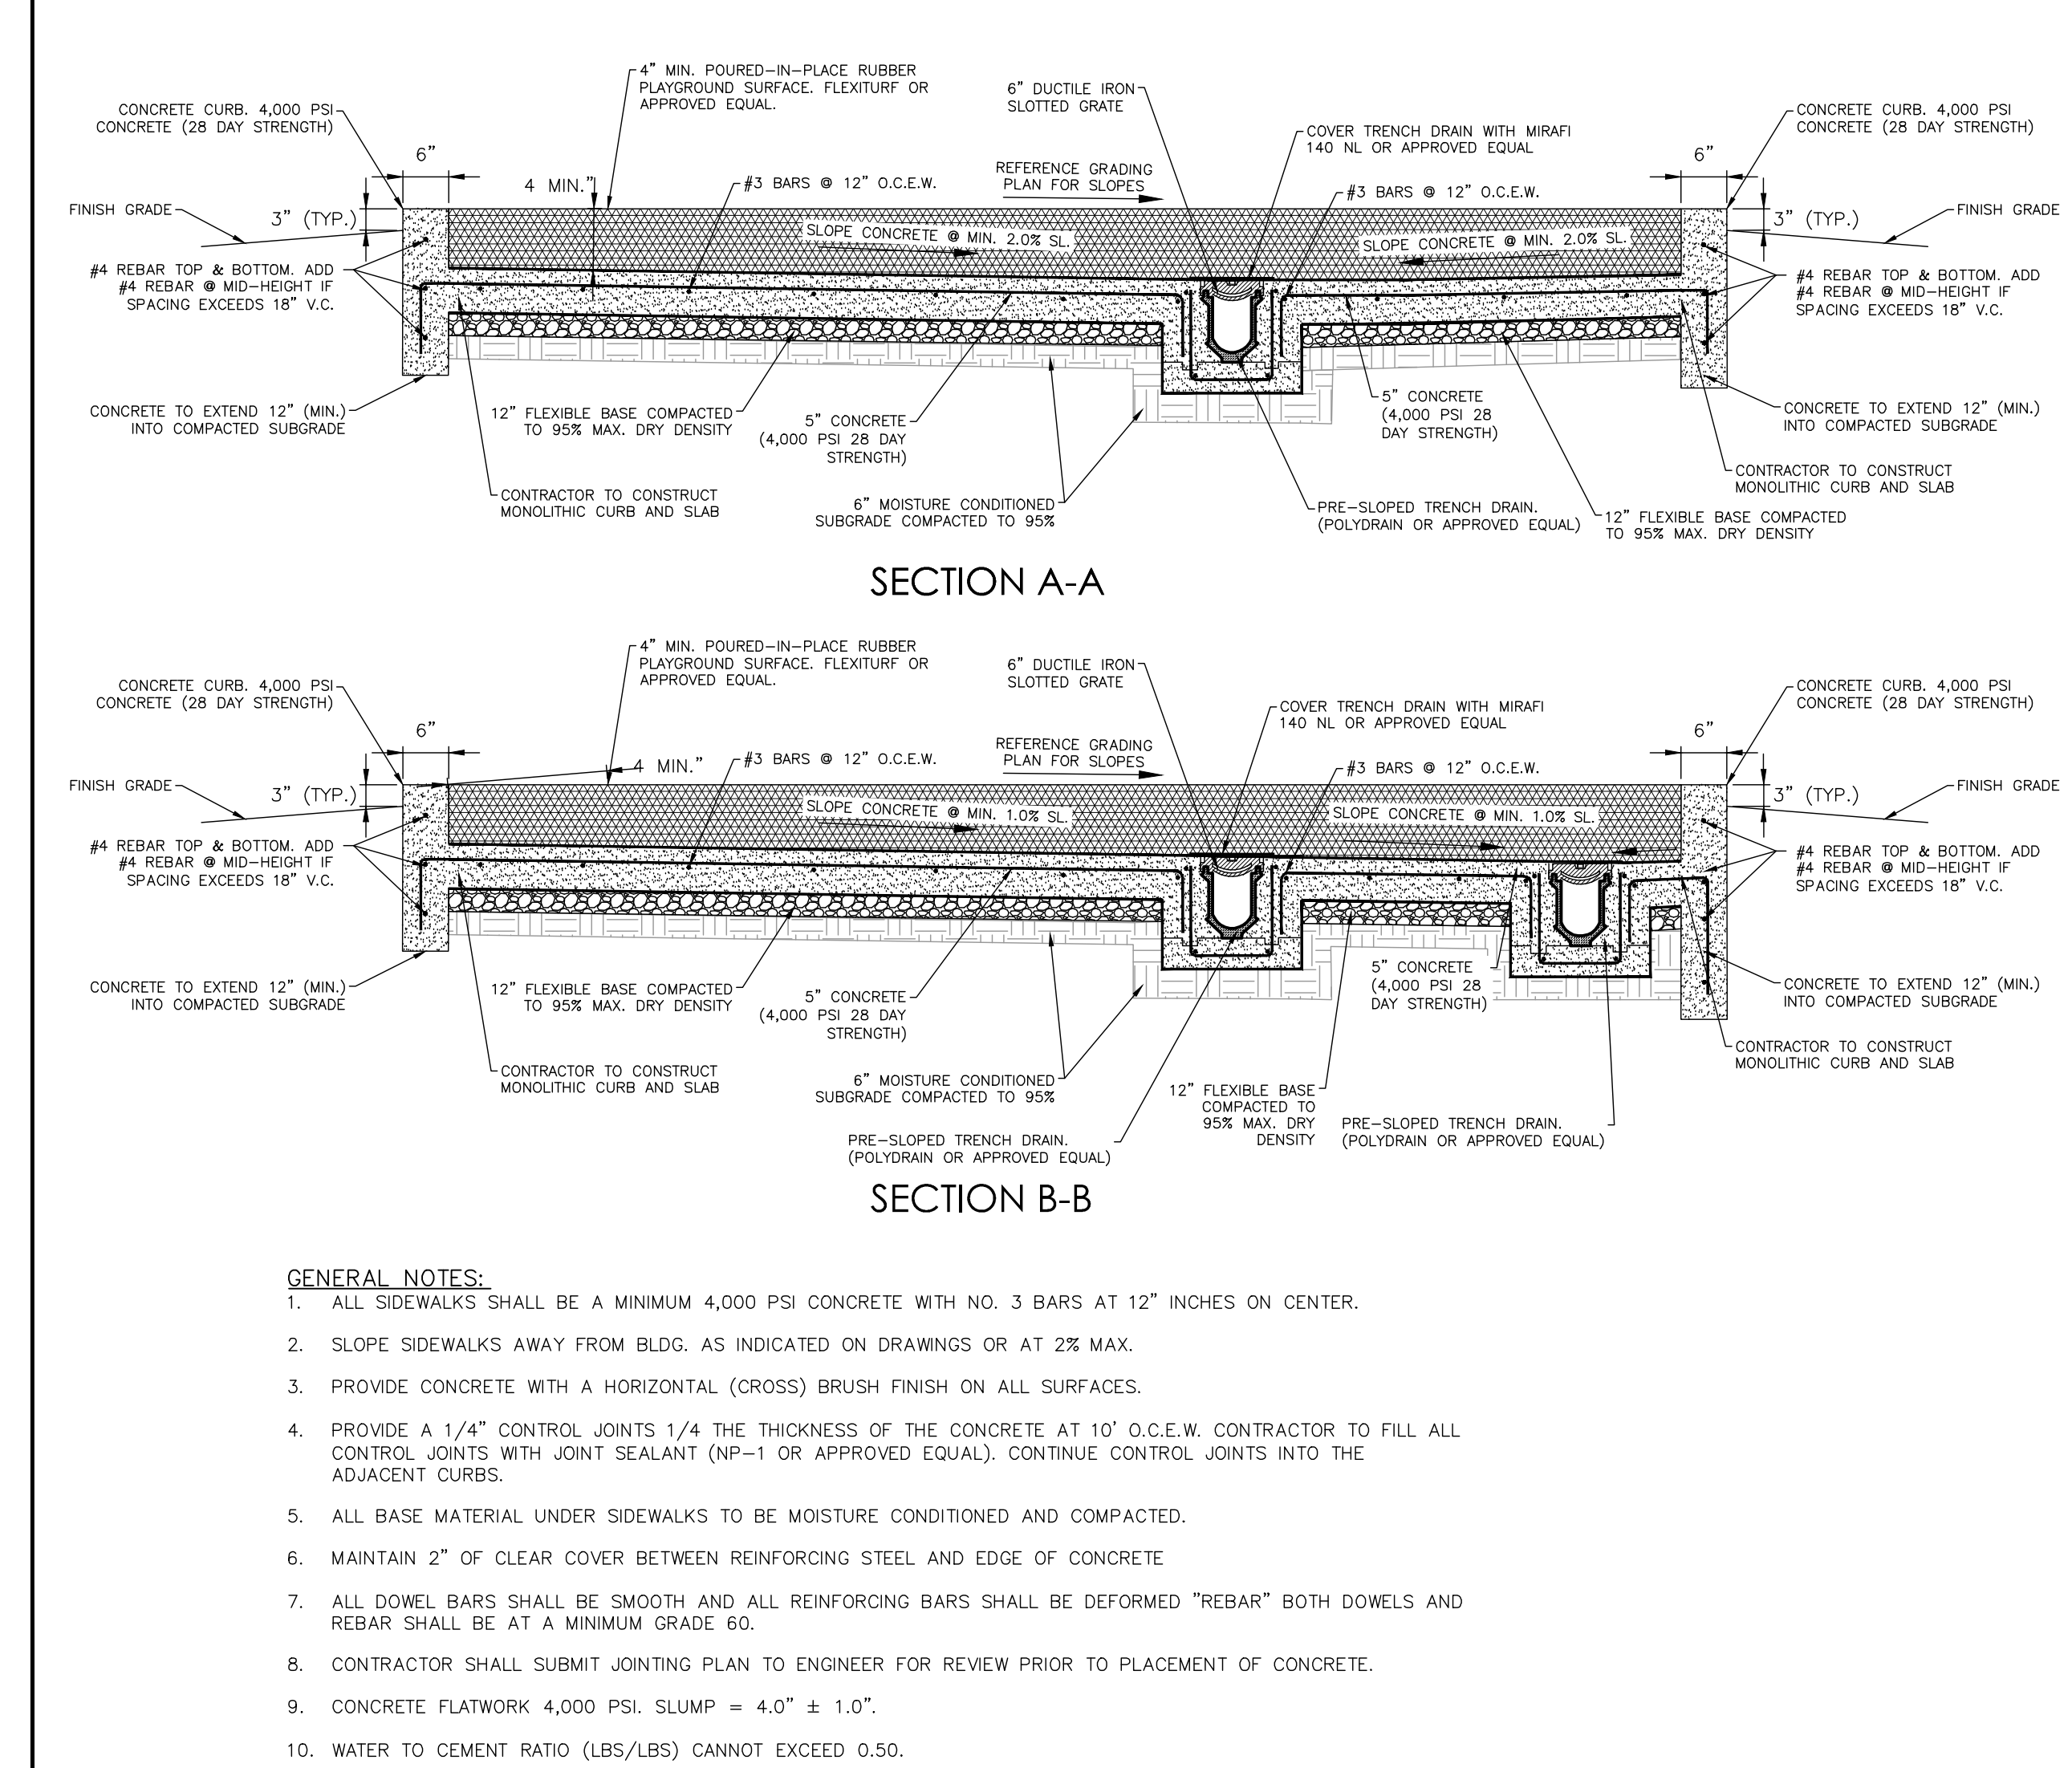 4" MIN. POURED-IN-PLACE RUBBER
PLAYGROUND SURFACE. FLEXITURF OR
APPROVED EQUAL.
6" DUCTILE IRON
SLOTTED GRATE
CONCRETE CURB. 4,000 PSI
CONCRETE (28 DAY STRENGTH)
COVER TRENCH DRAIN WITH MIRAFI
140 NL OR APPROVED EQUAL
CONCRETE CURB. 4,000 PSI
CONCRETE (28 DAY STRENGTH)
6"
4 MIN."
#3 BARS @ 12" O.C.E.W.
REFERENCE GRADING
PLAN FOR SLOPES
#3 BARS @ 12" O.C.E.W.
6"
FINISH GRADE
3" (TYP.)
SLOPE CONCRETE @ MIN. 2.0% SL.
SLOPE CONCRETE @ MIN. 2.0% SL.
3" (TYP.)
FINISH GRADE
#4 REBAR TOP & BOTTOM. ADD
#4 REBAR @ MID-HEIGHT IF
SPACING EXCEEDS 18" V.C.
#4 REBAR TOP & BOTTOM. ADD
#4 REBAR @ MID-HEIGHT IF
SPACING EXCEEDS 18" V.C.
CONCRETE TO EXTEND 12" (MIN.)
INTO COMPACTED SUBGRADE
12" FLEXIBLE BASE COMPACTED
TO 95% MAX. DRY DENSITY
5" CONCRETE
(4,000 PSI 28 DAY
STRENGTH)
5" CONCRETE
(4,000 PSI 28
DAY STRENGTH)
CONCRETE TO EXTEND 12" (MIN.)
INTO COMPACTED SUBGRADE
CONTRACTOR TO CONSTRUCT
MONOLITHIC CURB AND SLAB
6" MOISTURE CONDITIONED
SUBGRADE COMPACTED TO 95%
PRE-SLOPED TRENCH DRAIN.
(POLYDRAIN OR APPROVED EQUAL)
12" FLEXIBLE BASE COMPACTED
TO 95% MAX. DRY DENSITY
CONTRACTOR TO CONSTRUCT
MONOLITHIC CURB AND SLAB
SECTION A-A
4" MIN. POURED-IN-PLACE RUBBER
PLAYGROUND SURFACE. FLEXITURF OR
APPROVED EQUAL.
6" DUCTILE IRON
SLOTTED GRATE
CONCRETE CURB. 4,000 PSI
CONCRETE (28 DAY STRENGTH)
COVER TRENCH DRAIN WITH MIRAFI
140 NL OR APPROVED EQUAL
CONCRETE CURB. 4,000 PSI
CONCRETE (28 DAY STRENGTH)
6"
4 MIN."
#3 BARS @ 12" O.C.E.W.
REFERENCE GRADING
PLAN FOR SLOPES
#3 BARS @ 12" O.C.E.W.
6"
FINISH GRADE
3" (TYP.)
SLOPE CONCRETE @ MIN. 1.0% SL.
SLOPE CONCRETE @ MIN. 1.0% SL.
3" (TYP.)
FINISH GRADE
#4 REBAR TOP & BOTTOM. ADD
#4 REBAR @ MID-HEIGHT IF
SPACING EXCEEDS 18" V.C.
#4 REBAR TOP & BOTTOM. ADD
#4 REBAR @ MID-HEIGHT IF
SPACING EXCEEDS 18" V.C.
CONCRETE TO EXTEND 12" (MIN.)
INTO COMPACTED SUBGRADE
12" FLEXIBLE BASE COMPACTED
TO 95% MAX. DRY DENSITY
5" CONCRETE
(4,000 PSI 28 DAY
STRENGTH)
5" CONCRETE
(4,000 PSI 28
DAY STRENGTH)
CONCRETE TO EXTEND 12" (MIN.)
INTO COMPACTED SUBGRADE
CONTRACTOR TO CONSTRUCT
MONOLITHIC CURB AND SLAB
6" MOISTURE CONDITIONED
SUBGRADE COMPACTED TO 95%
12" FLEXIBLE BASE
COMPACTED TO
95% MAX. DRY
DENSITY
CONTRACTOR TO CONSTRUCT
MONOLITHIC CURB AND SLAB
PRE-SLOPED TRENCH DRAIN.
(POLYDRAIN OR APPROVED EQUAL)
PRE-SLOPED TRENCH DRAIN.
(POLYDRAIN OR APPROVED EQUAL)
SECTION B-B
GENERAL NOTES:
1. ALL SIDEWALKS SHALL BE A MINIMUM 4,000 PSI CONCRETE WITH NO. 3 BARS AT 12" INCHES ON CENTER.
2. SLOPE SIDEWALKS AWAY FROM BLDG. AS INDICATED ON DRAWINGS OR AT 2% MAX.
3. PROVIDE CONCRETE WITH A HORIZONTAL (CROSS) BRUSH FINISH ON ALL SURFACES.
4. PROVIDE A 1/4" CONTROL JOINTS 1/4 THE THICKNESS OF THE CONCRETE AT 10' O.C.E.W. CONTRACTOR TO FILL ALL
CONTROL JOINTS WITH JOINT SEALANT (NP-1 OR APPROVED EQUAL). CONTINUE CONTROL JOINTS INTO THE
ADJACENT CURBS.
5. ALL BASE MATERIAL UNDER SIDEWALKS TO BE MOISTURE CONDITIONED AND COMPACTED.
6. MAINTAIN 2" OF CLEAR COVER BETWEEN REINFORCING STEEL AND EDGE OF CONCRETE
7. ALL DOWEL BARS SHALL BE SMOOTH AND ALL REINFORCING BARS SHALL BE DEFORMED "REBAR" BOTH DOWELS AND
REBAR SHALL BE AT A MINIMUM GRADE 60.
8. CONTRACTOR SHALL SUBMIT JOINTING PLAN TO ENGINEER FOR REVIEW PRIOR TO PLACEMENT OF CONCRETE.
9. CONCRETE FLATWORK 4,000 PSI. SLUMP = 4.0" ± 1.0".
10. WATER TO CEMENT RATIO (LBS/LBS) CANNOT EXCEED 0.50.